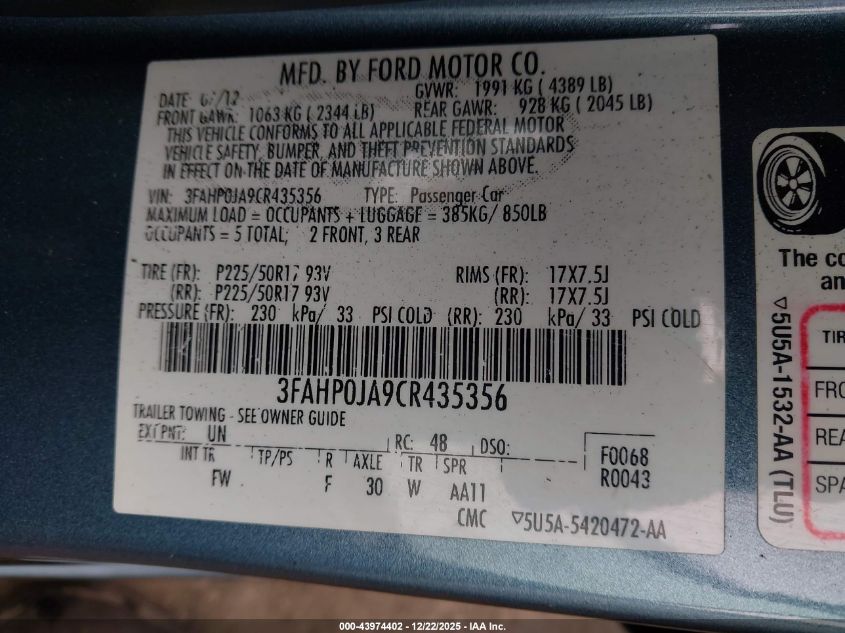 MFD. BY FORD MOTOR CO.
DATE: 07/12 GVWR: 1991 KG ( 4389 LB)
FRONT GAWR: 1063 KG ( 2344 LB) REAR GAWR: 928 KG ( 2045 LB)
THIS VEHICLE CONFORMS TO ALL APPLICABLE FEDERAL MOTOR
VEHICLE SAFETY, BUMPER, AND THEFT PREVENTION STANDARDS
IN EFFECT ON THE DATE OF MANUFACTURE SHOWN ABOVE.
VIN: 3FAHP0JA9CR435356 TYPE: Passenger Car
MAXIMUM LOAD = OCCUPANTS + LUGGAGE = 385KG/ 850LB
OCCUPANTS = 5 TOTAL; 2 FRONT, 3 REAR
TIRE (FR): P225/50R17 93V RIMS (FR): 17X7.5J
(RR): P225/50R17 93V (RR): 17X7.5J
PRESSURE (FR): 230 kPa/ 33 PSI COLD (RR): 230 kPa/ 33 PSI COLD
3FAHP0JA9CR435356
TRAILER TOWING - SEE OWNER GUIDE
EXT PNT: UN RC: 48 DSO:
INT TR TP/PS R AXLE TR SPR F0068
FW F 30 W AA11 R0043
CMC ▽5U5A-5420472-AA
The co
an
▽5U5A-1532-AA (TLU)
TIR
FRO
REA
SPA
000-43974402 - 12/22/2025 - IAA Inc.